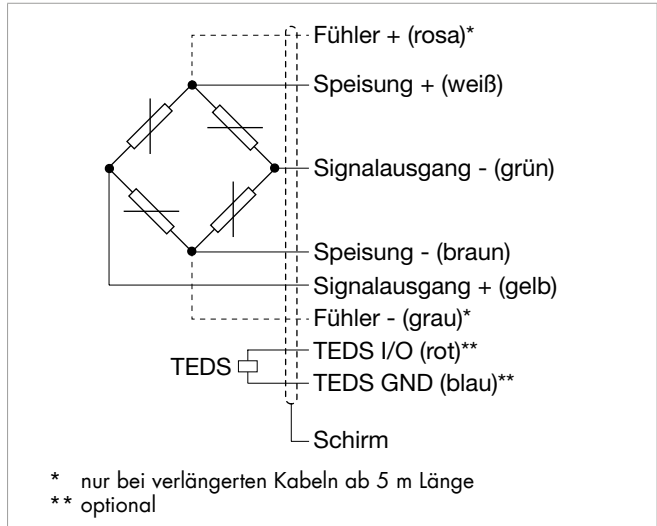 Fühler + (rosa)*
Speisung + (weiß)
Signalausgang - (grün)
Speisung - (braun)
Signalausgang + (gelb)
Fühler - (grau)*
TEDS I/O (rot)**
TEDS
TEDS GND (blau)**
Schirm
* nur bei verlängerten Kabeln ab 5 m Länge
** optional